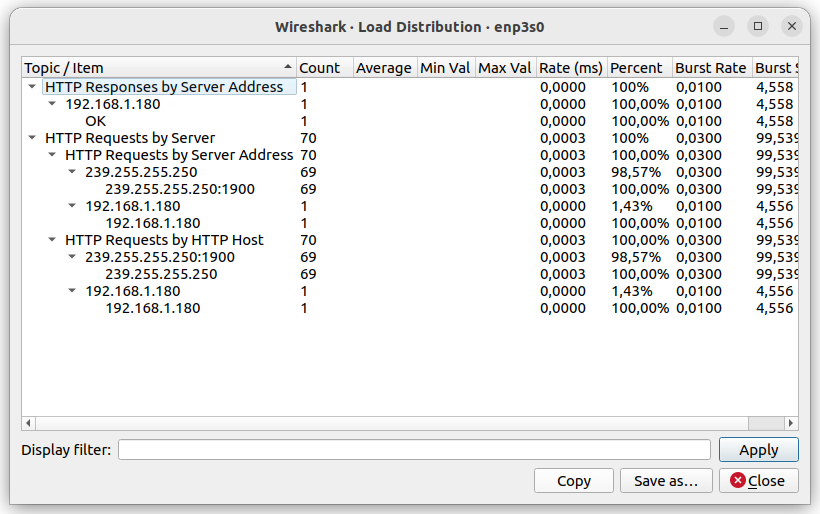 Wireshark · Load Distribution · enp3s0
Topic / Item Count Average Min Val Max Val Rate (ms) Percent Burst Rate Burst S
HTTP Responses by Server Address 1 0,0000 100% 0,0100 4,558
192.168.1.180 1 0,0000 100,00% 0,0100 4,558
OK 1 0,0000 100,00% 0,0100 4,558
HTTP Requests by Server 70 0,0003 100% 0,0300 99,539
HTTP Requests by Server Address 70 0,0003 100,00% 0,0300 99,539
239.255.255.250 69 0,0003 98,57% 0,0300 99,539
239.255.255.250:1900 69 0,0003 100,00% 0,0300 99,539
192.168.1.180 1 0,0000 1,43% 0,0100 4,556
192.168.1.180 1 0,0000 100,00% 0,0100 4,556
HTTP Requests by HTTP Host 70 0,0003 100,00% 0,0300 99,539
239.255.255.250:1900 69 0,0003 98,57% 0,0300 99,539
239.255.255.250 69 0,0003 100,00% 0,0300 99,539
192.168.1.180 1 0,0000 1,43% 0,0100 4,556
192.168.1.180 1 0,0000 100,00% 0,0100 4,556
Display filter: Apply
Copy Save as… Close